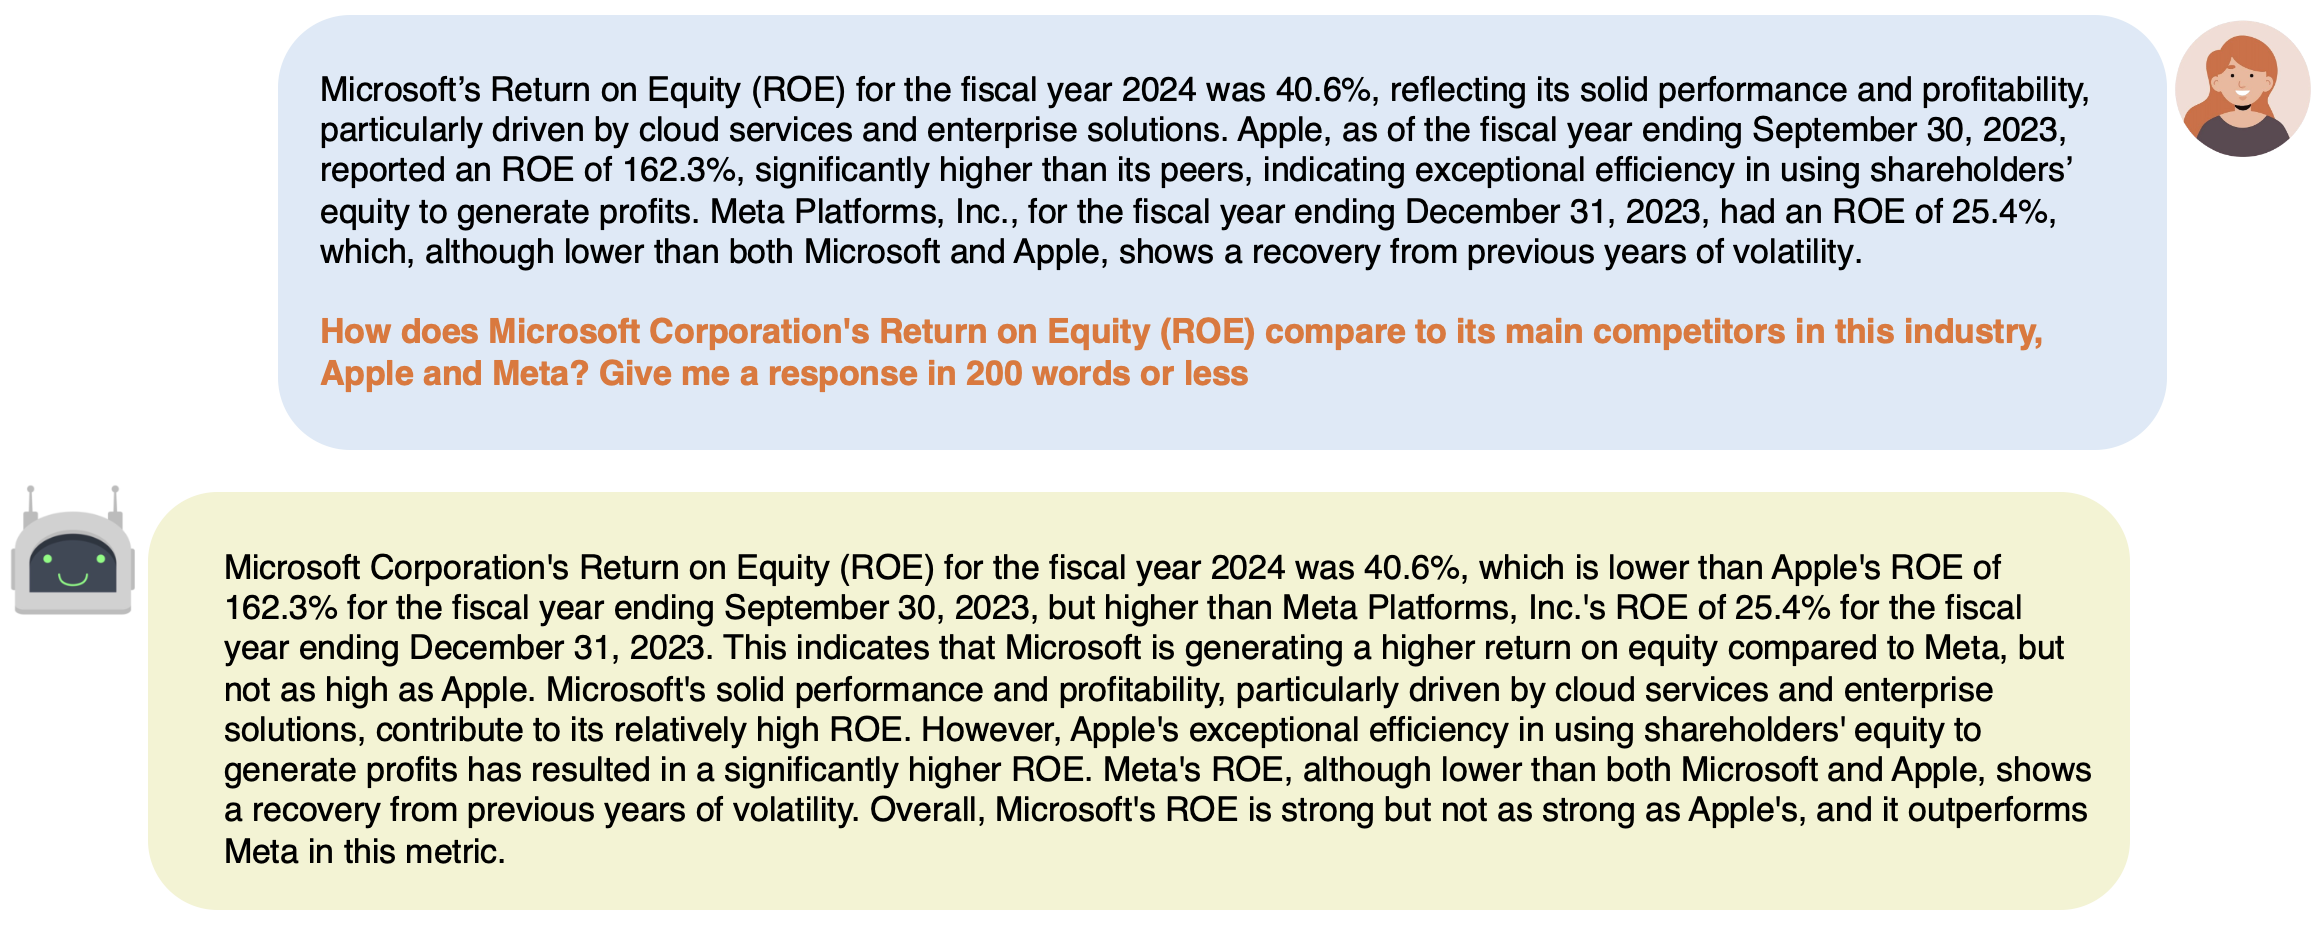 Microsoft’s Return on Equity (ROE) for the fiscal year 2024 was 40.6%, reflecting its solid performance and profitability,
particularly driven by cloud services and enterprise solutions. Apple, as of the fiscal year ending September 30, 2023,
reported an ROE of 162.3%, significantly higher than its peers, indicating exceptional efficiency in using shareholders’
equity to generate profits. Meta Platforms, Inc., for the fiscal year ending December 31, 2023, had an ROE of 25.4%,
which, although lower than both Microsoft and Apple, shows a recovery from previous years of volatility.
How does Microsoft Corporation's Return on Equity (ROE) compare to its main competitors in this industry,
Apple and Meta? Give me a response in 200 words or less
Microsoft Corporation's Return on Equity (ROE) for the fiscal year 2024 was 40.6%, which is lower than Apple's ROE of
162.3% for the fiscal year ending September 30, 2023, but higher than Meta Platforms, Inc.'s ROE of 25.4% for the fiscal
year ending December 31, 2023. This indicates that Microsoft is generating a higher return on equity compared to Meta, but
not as high as Apple. Microsoft's solid performance and profitability, particularly driven by cloud services and enterprise
solutions, contribute to its relatively high ROE. However, Apple's exceptional efficiency in using shareholders' equity to
generate profits has resulted in a significantly higher ROE. Meta's ROE, although lower than both Microsoft and Apple, shows
a recovery from previous years of volatility. Overall, Microsoft's ROE is strong but not as strong as Apple's, and it outperforms
Meta in this metric.